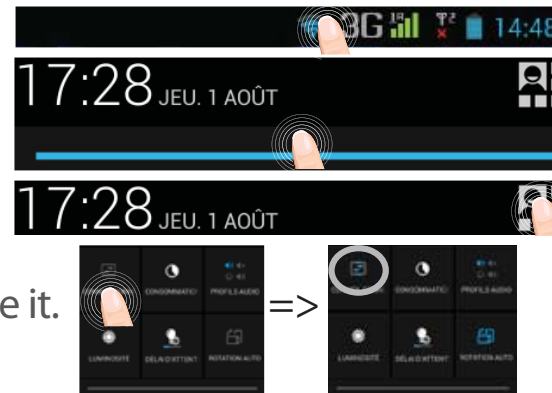 3G 14:48
17:28 JEU. 1 AOÛT
17:28 JEU. 1 AOÛT
CONSOMMATIO PROFILS AUDIO
LUMINOSITÉ DÉLAI D'ATTENT ROTATION AUTO
e it.
=>
CONSOMMATIO PROFILS AUDIO
LUMINOSITÉ DÉLAI D'ATTENT ROTATION AUTO